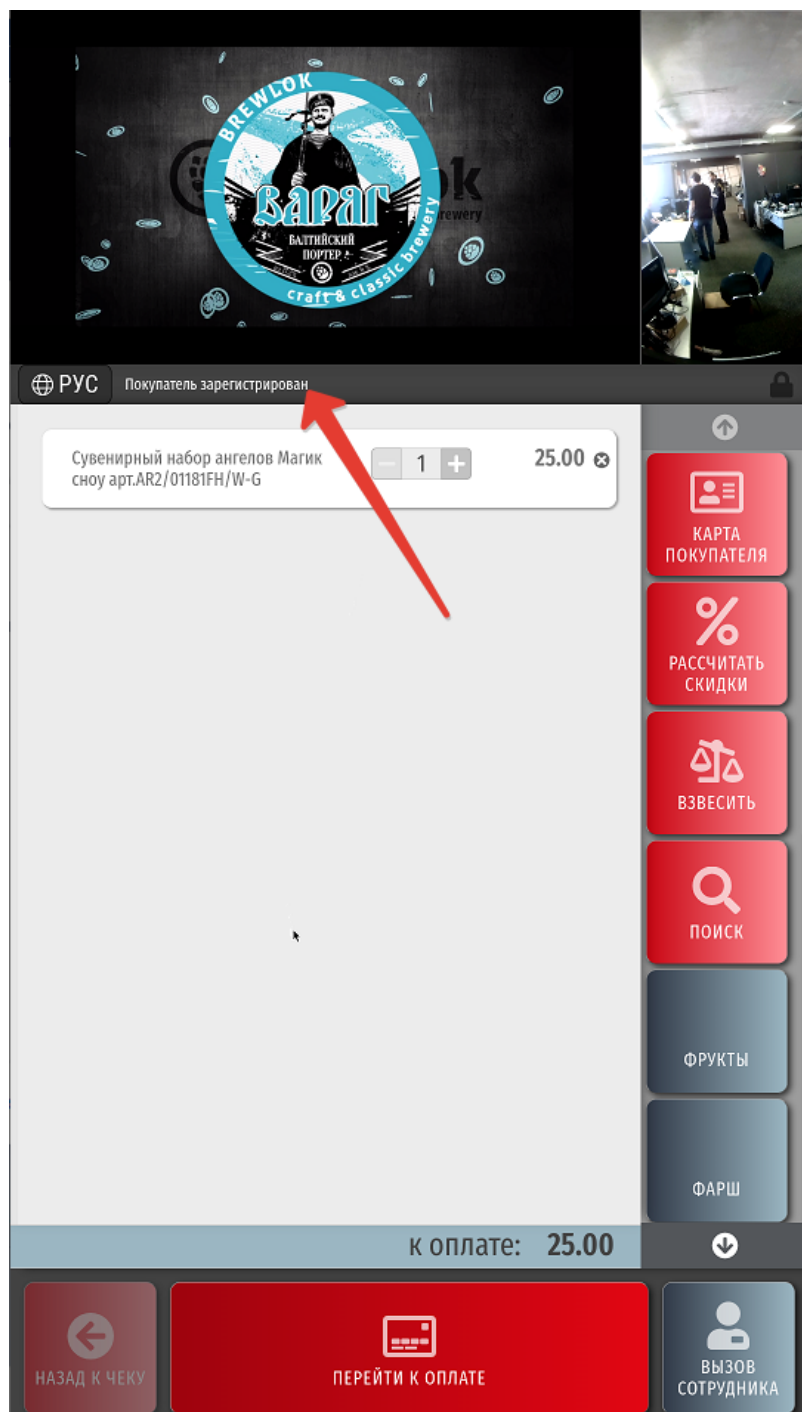 BREWLOK
ВАРЯГ
k
rewery
БАЛТИЙСКИЙ
ПОРТЕР
craft & classic brewery
РУС
Покупатель зарегистрирован
Сувенирный набор ангелов Магик
сноу арт.AR2/01181FH/W-G
1
25.00
КАРТА
ПОКУПАТЕЛЯ
РАССЧИТАТЬ
СКИДКИ
ВЗВЕСИТЬ
ПОИСК
ФРУКТЫ
ФАРШ
к оплате: 25.00
НАЗАД К ЧЕКУ
ПЕРЕЙТИ К ОПЛАТЕ
ВЫЗОВ
СОТРУДНИКА